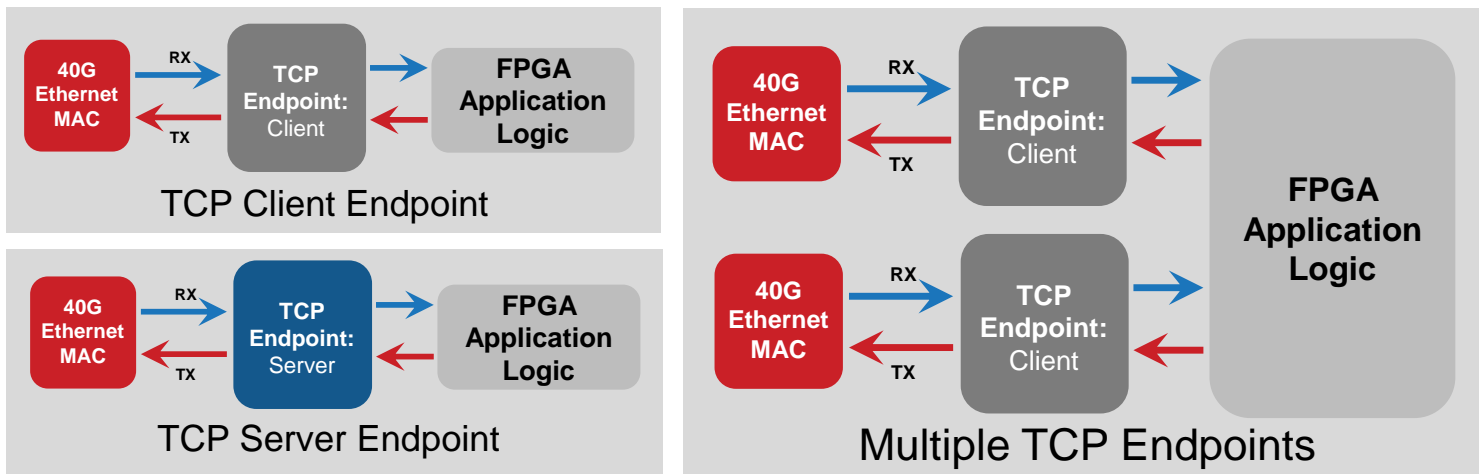 40G
Ethernet
MAC
RX
TX
TCP
Endpoint:
Client
FPGA
Application
Logic
TCP Client Endpoint
40G
Ethernet
MAC
RX
TX
TCP
Endpoint:
Server
FPGA
Application
Logic
TCP Server Endpoint
40G
Ethernet
MAC
RX
TX
TCP
Endpoint:
Client
40G
Ethernet
MAC
RX
TX
TCP
Endpoint:
Client
FPGA
Application
Logic
Multiple TCP Endpoints